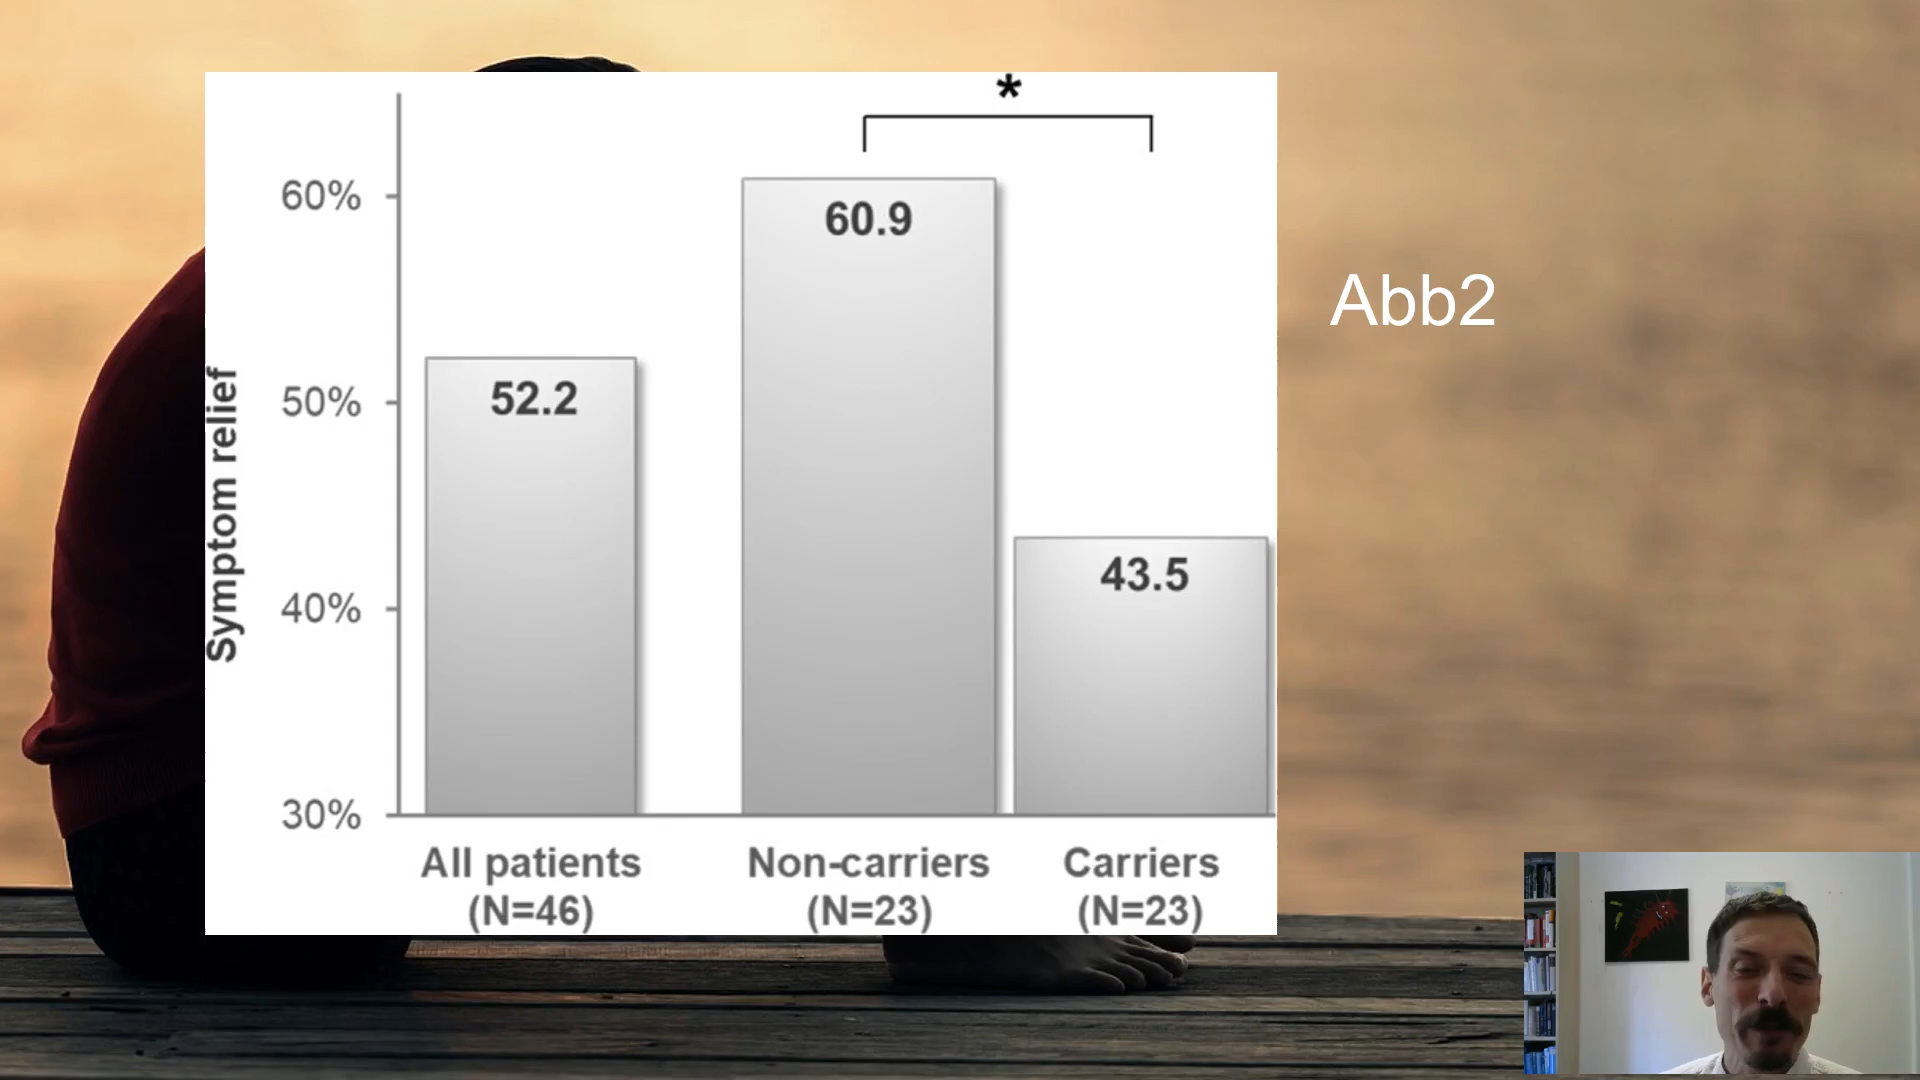 *
60%
60.9
Abb2
52.2
50%
Symptom relief
43.5
40%
30%
All patients
(N=46)
Non-carriers
(N=23)
Carriers
(N=23)